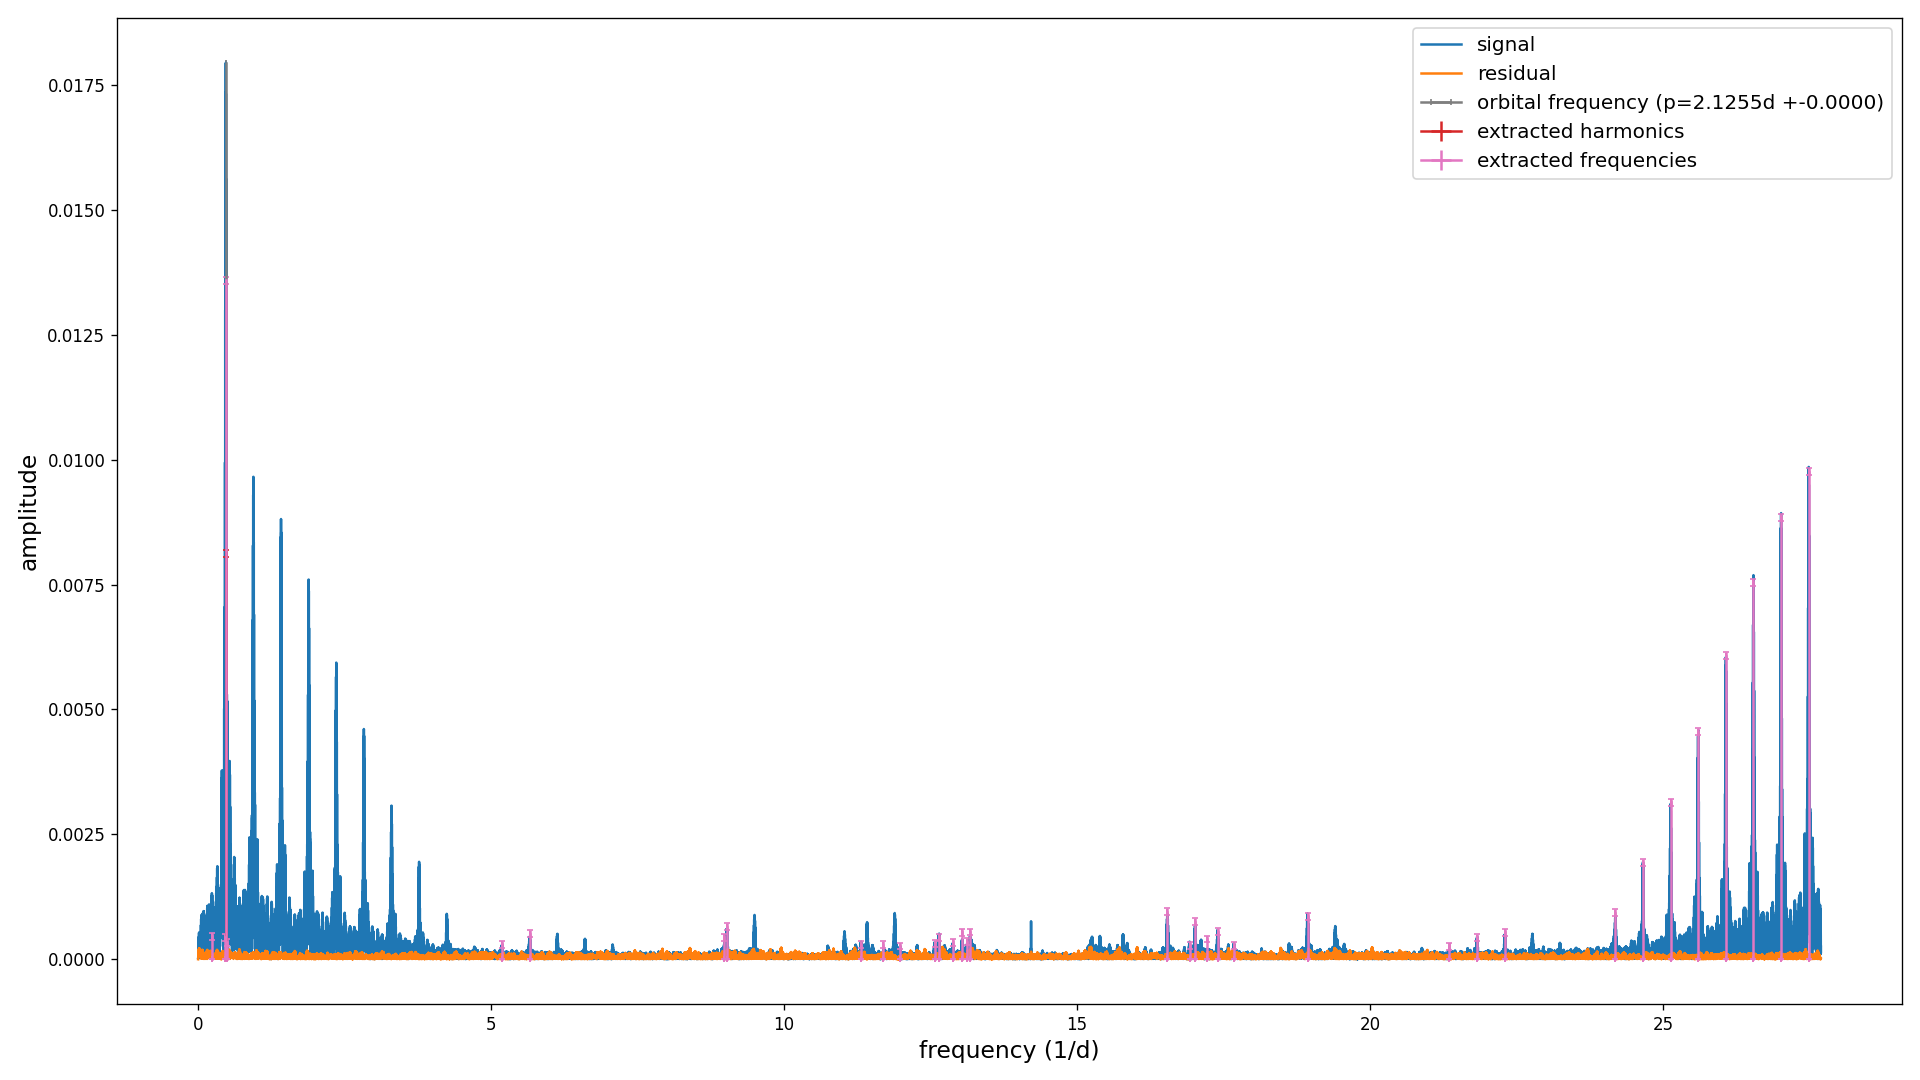 signal
residual
orbital frequency (p=2.1255d +-0.0000)
extracted harmonics
extracted frequencies
0.0175
0.0150
0.0125
0.0100
0.0075
0.0050
0.0025
0.0000
amplitude
0 5 10 15 20 25
frequency (1/d)